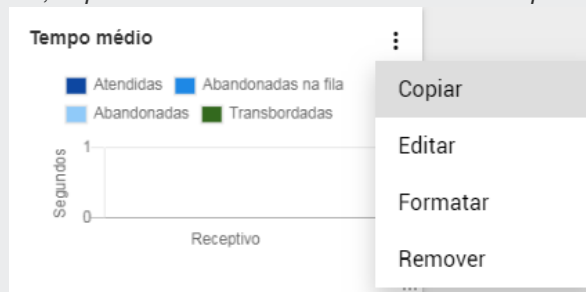 Tempo médio
Atendidas Abandonadas na fila
Abandonadas Transbordadas
Segundos
1
0
Receptivo
Copiar
Editar
Formatar
Remover